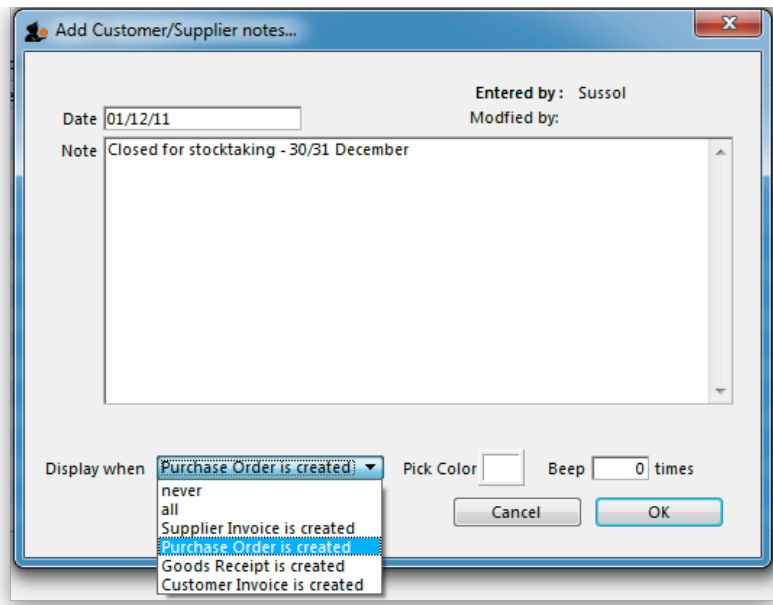 Add Customer/Supplier notes...
Entered by: Sussol
Date 01/12/11
Modfied by:
Note Closed for stocktaking - 30/31 December
Display when Purchase Order is created Pick Color Beep 0 times
never
all
Supplier Invoice is created
Purchase Order is created
Goods Receipt is created
Customer Invoice is created
Cancel OK